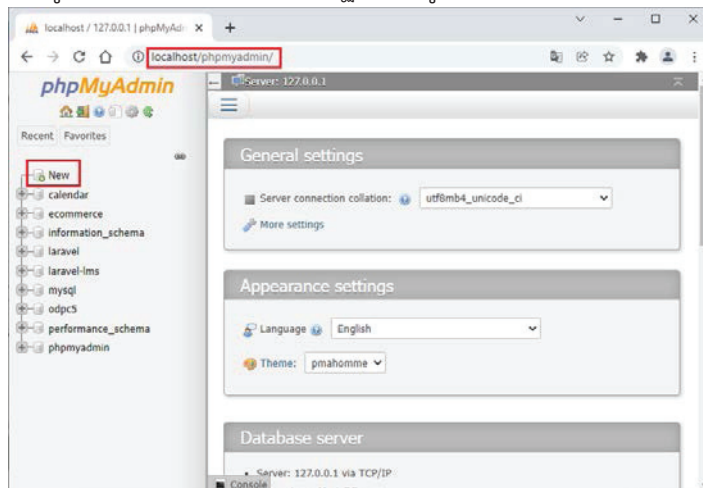 localhost / 127.0.0.1 | phpMyAd
localhost/phpmyadmin/
phpMyAdmin
Recent Favorites
New
calendar
ecommerce
information_schema
laravel
laravel-lms
mysql
odpc5
performance_schema
phpmyadmin
Server: 127.0.0.1
General settings
Server connection collation: utf8mb4_unicode_ci
More settings
Appearance settings
Language English
Theme: pmahomme
Database server
• Server: 127.0.0.1 via TCP/IP
Console